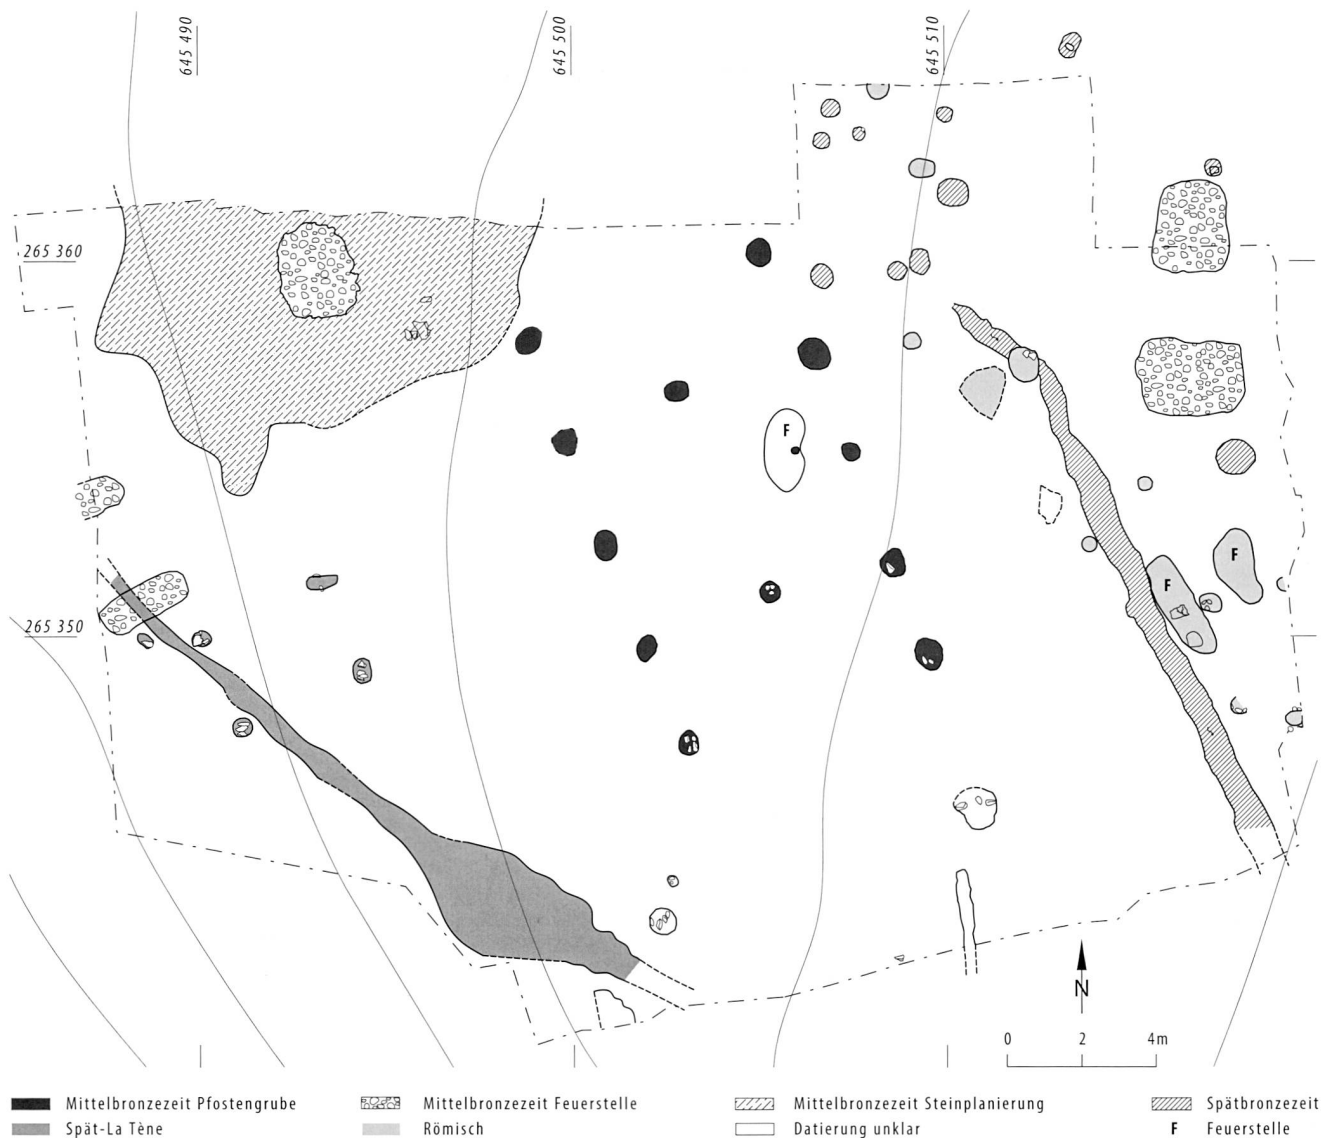 645 490
645 500
645 510
265 360
F
F
F
265 350
N
0 2 4m
Mittelbronzezeit Pfostengrube
Mittelbronzezeit Feuerstelle
Mittelbronzezeit Steinplanierung
Spätbronzezeit
Spät-La Tène
Römisch
Datierung unklar
F Feuerstelle